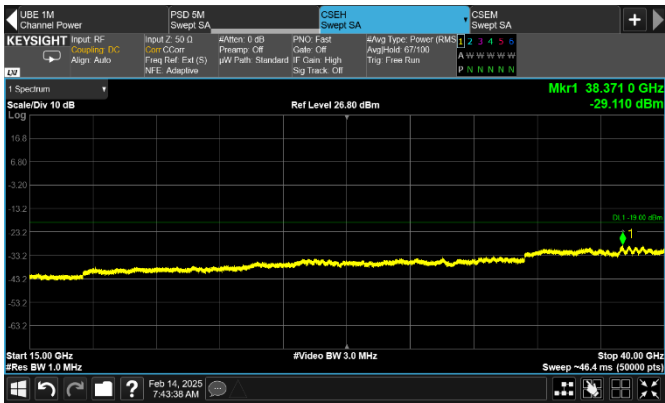 UBE 1M
Channel Power
PSD 5M
Swept SA
CSEH
Swept SA
CSEM
Swept SA
KEYSIGHT
Input: RF
Coupling: DC
Align: Auto
Input Z: 50 Ω
Corr CCorr
Freq Ref: Ext (S)
NFE: Adaptive
#Atten: 0 dB
Preamp: Off
µW Path: Standard
PNO: Fast
Gate: Off
IF Gain: High
Sig Track: Off
#Avg Type: Power (RMS
Avg|Hold: 67/100
Trig: Free Run
1 2 3 4 5 6
A W W W W W
P N N N N N
LXI
1 Spectrum
Scale/Div 10 dB
Log
Ref Level 26.80 dBm
Mkr1 38.371 0 GHz
-29.110 dBm
16.8
6.80
-3.20
-13.2
DL1 -19.00 dBm
-23.2
1
-33.2
-43.2
-53.2
-63.2
Start 15.00 GHz
#Res BW 1.0 MHz
#Video BW 3.0 MHz
Stop 40.00 GHz
Sweep ~46.4 ms (50000 pts)
?
Feb 14, 2025
7:43:38 AM